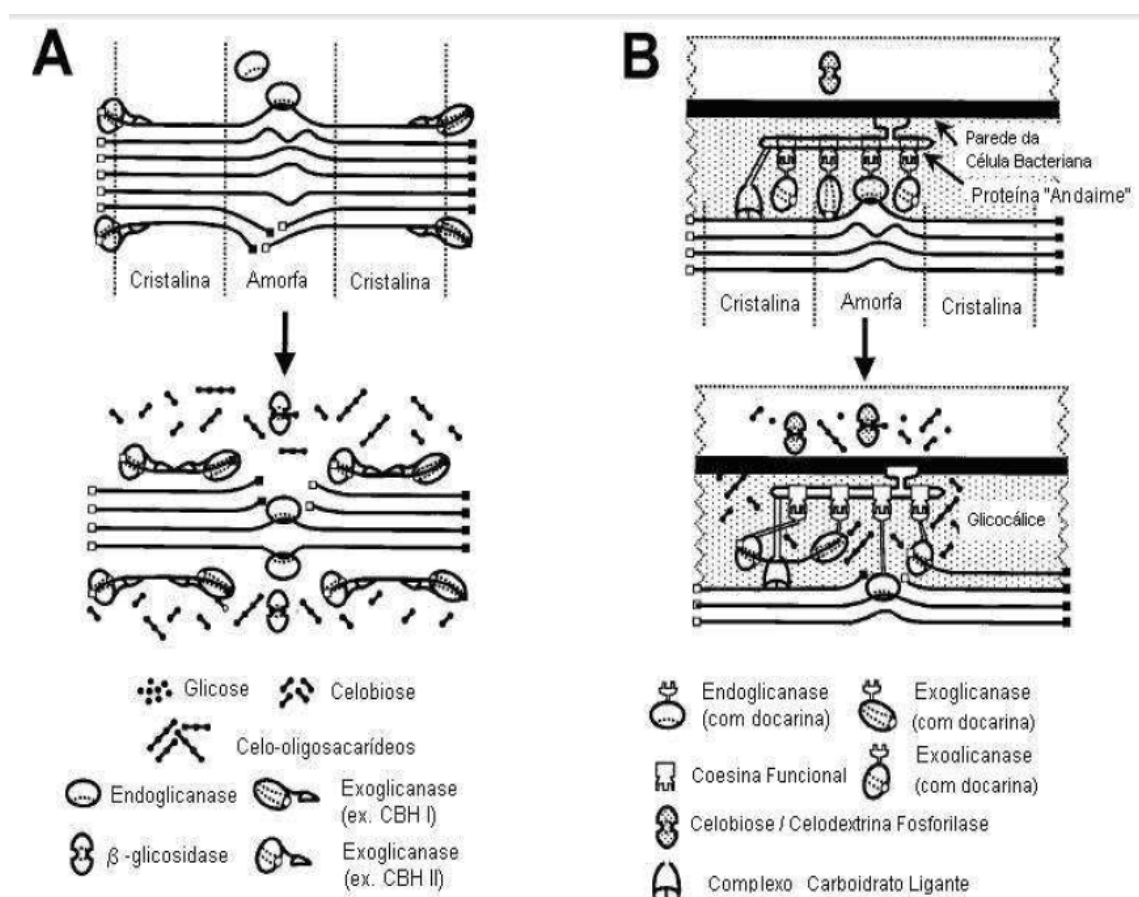 A
Cristalina
Amorfa
Cristalina
Glicose
Celobiose
Celo-oligosacarídeos
Endoglicanase
Exoglicanase
(ex. CBH I)
β-glicosidase
Exoglicanase
(ex. CBH II)
B
Parede da
Célula Bacteriana
Proteína "Andaime"
Cristalina
Amorfa
Cristalina
Glicocálice
Endoglicanase
(com docarina)
Exoglicanase
(com docarina)
Coesina Funcional
Exoglicanase
(com docarina)
Celobiose / Celodextrina Fosforilase
Complexo Carboidrato Ligante